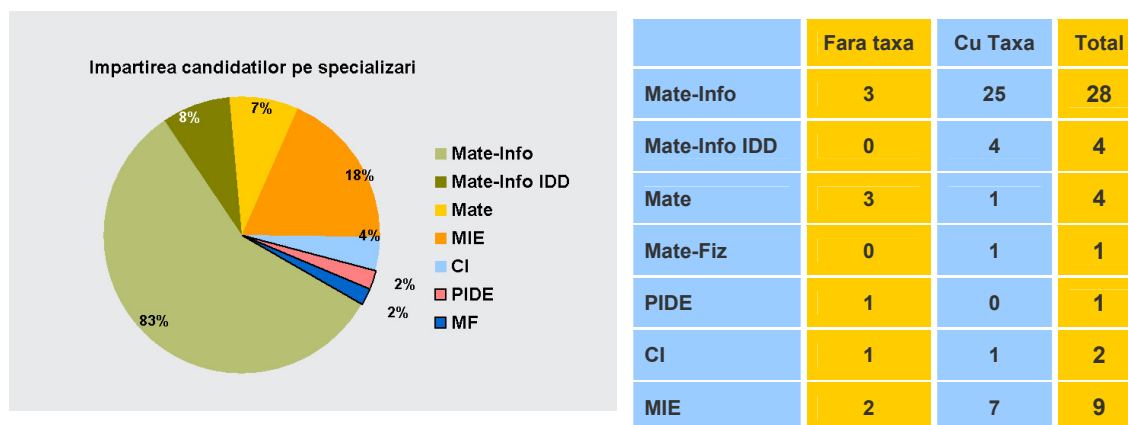 Impartirea candidatilor pe specializari
8%
7%
18%
4%
2%
2%
83%
Mate-Info
Mate-Info IDD
Mate
MIE
CI
PIDE
MF
Fara taxa Cu Taxa Total
Mate-Info 3 25 28
Mate-Info IDD 0 4 4
Mate 3 1 4
Mate-Fiz 0 1 1
PIDE 1 0 1
CI 1 1 2
MIE 2 7 9